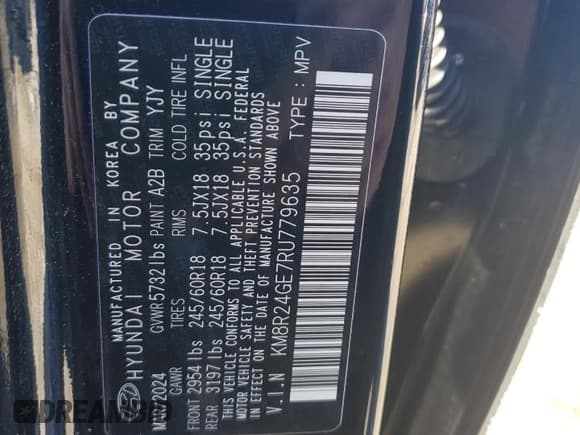 MANUFACTURED IN KOREA BY
HYUNDAI MOTOR COMPANY
GVWR 5732 lbs PAINT A2B TRIM YJY
GAWR TIRES RIMS COLD TIRE INFL
FRONT 2954 lbs 245/60R18 7.5JX18 35psi SINGLE
REAR 3197 lbs 245/60R18 7.5JX18 35psi SINGLE
THIS VEHICLE CONFORMS TO ALL APPLICABLE U.S.A. FEDERAL
MOTOR VEHICLE SAFETY AND THEFT PREVENTION STANDARDS
IN EFFECT ON THE DATE OF MANUFACTURE SHOWN ABOVE
V.I.N KM8R24GE7RU779635 TYPE : MPV
DREAMBID